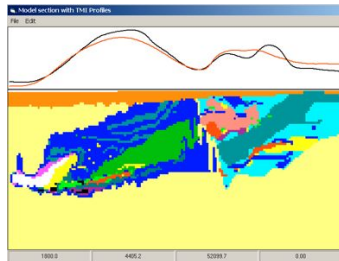 Model section with TMI Profiles
File Edit
1800.0 4405.2 52099.7 0.00